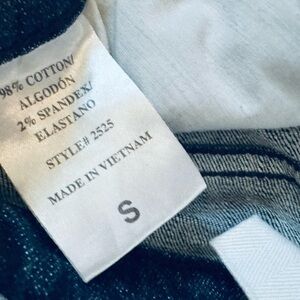 98% COTTON/
ALGODÓN
2% SPANDEX/
ELASTANO
STYLE# 2525
MADE IN VIETNAM
S